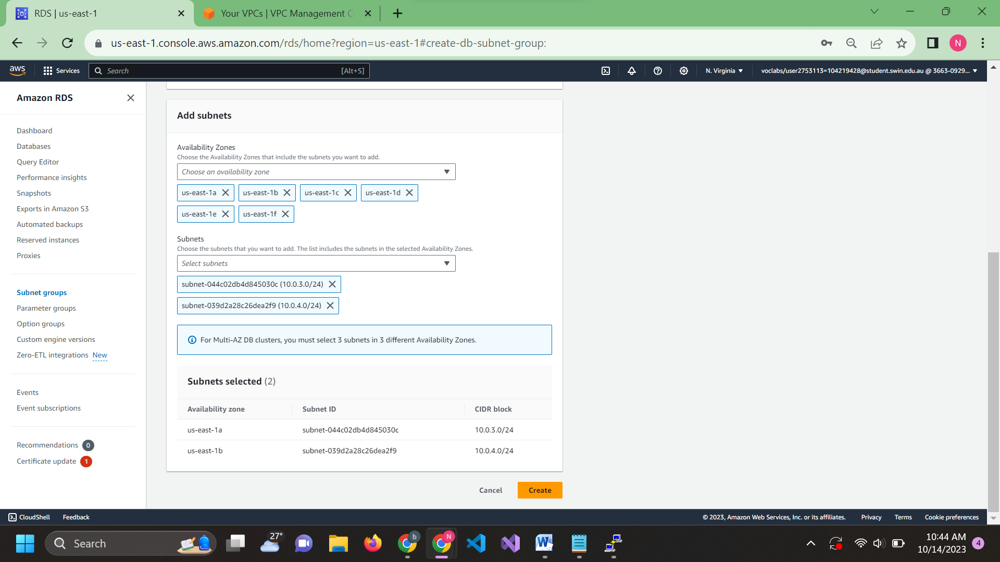 RDS | us-east-1
Your VPCs | VPC Management C
us-east-1.console.aws.amazon.com/rds/home?region=us-east-1#create-db-subnet-group:
N
aws
Services
Search
[Alt+S]
N. Virginia
voclabs/user2753113=104219428@student.swin.edu.au @ 3663-0929...
Amazon RDS
Dashboard
Databases
Query Editor
Performance insights
Snapshots
Exports in Amazon S3
Automated backups
Reserved instances
Proxies
Subnet groups
Parameter groups
Option groups
Custom engine versions
Zero-ETL integrations New
Events
Event subscriptions
Recommendations 0
Certificate update 1
Add subnets
Availability Zones
Choose the Availability Zones that include the subnets you want to add.
Choose an availability zone
us-east-1a us-east-1b us-east-1c us-east-1d
us-east-1e us-east-1f
Subnets
Choose the subnets that you want to add. The list includes the subnets in the selected Availability Zones.
Select subnets
subnet-044c02db4d845030c (10.0.3.0/24)
subnet-039d2a28c26dea2f9 (10.0.4.0/24)
For Multi-AZ DB clusters, you must select 3 subnets in 3 different Availability Zones.
Subnets selected (2)
Availability zone Subnet ID CIDR block
us-east-1a subnet-044c02db4d845030c 10.0.3.0/24
us-east-1b subnet-039d2a28c26dea2f9 10.0.4.0/24
Cancel Create
CloudShell Feedback
© 2023, Amazon Web Services, Inc. or its affiliates. Privacy Terms Cookie preferences
Search
27°
b
N
10:44 AM
10/14/2023
4